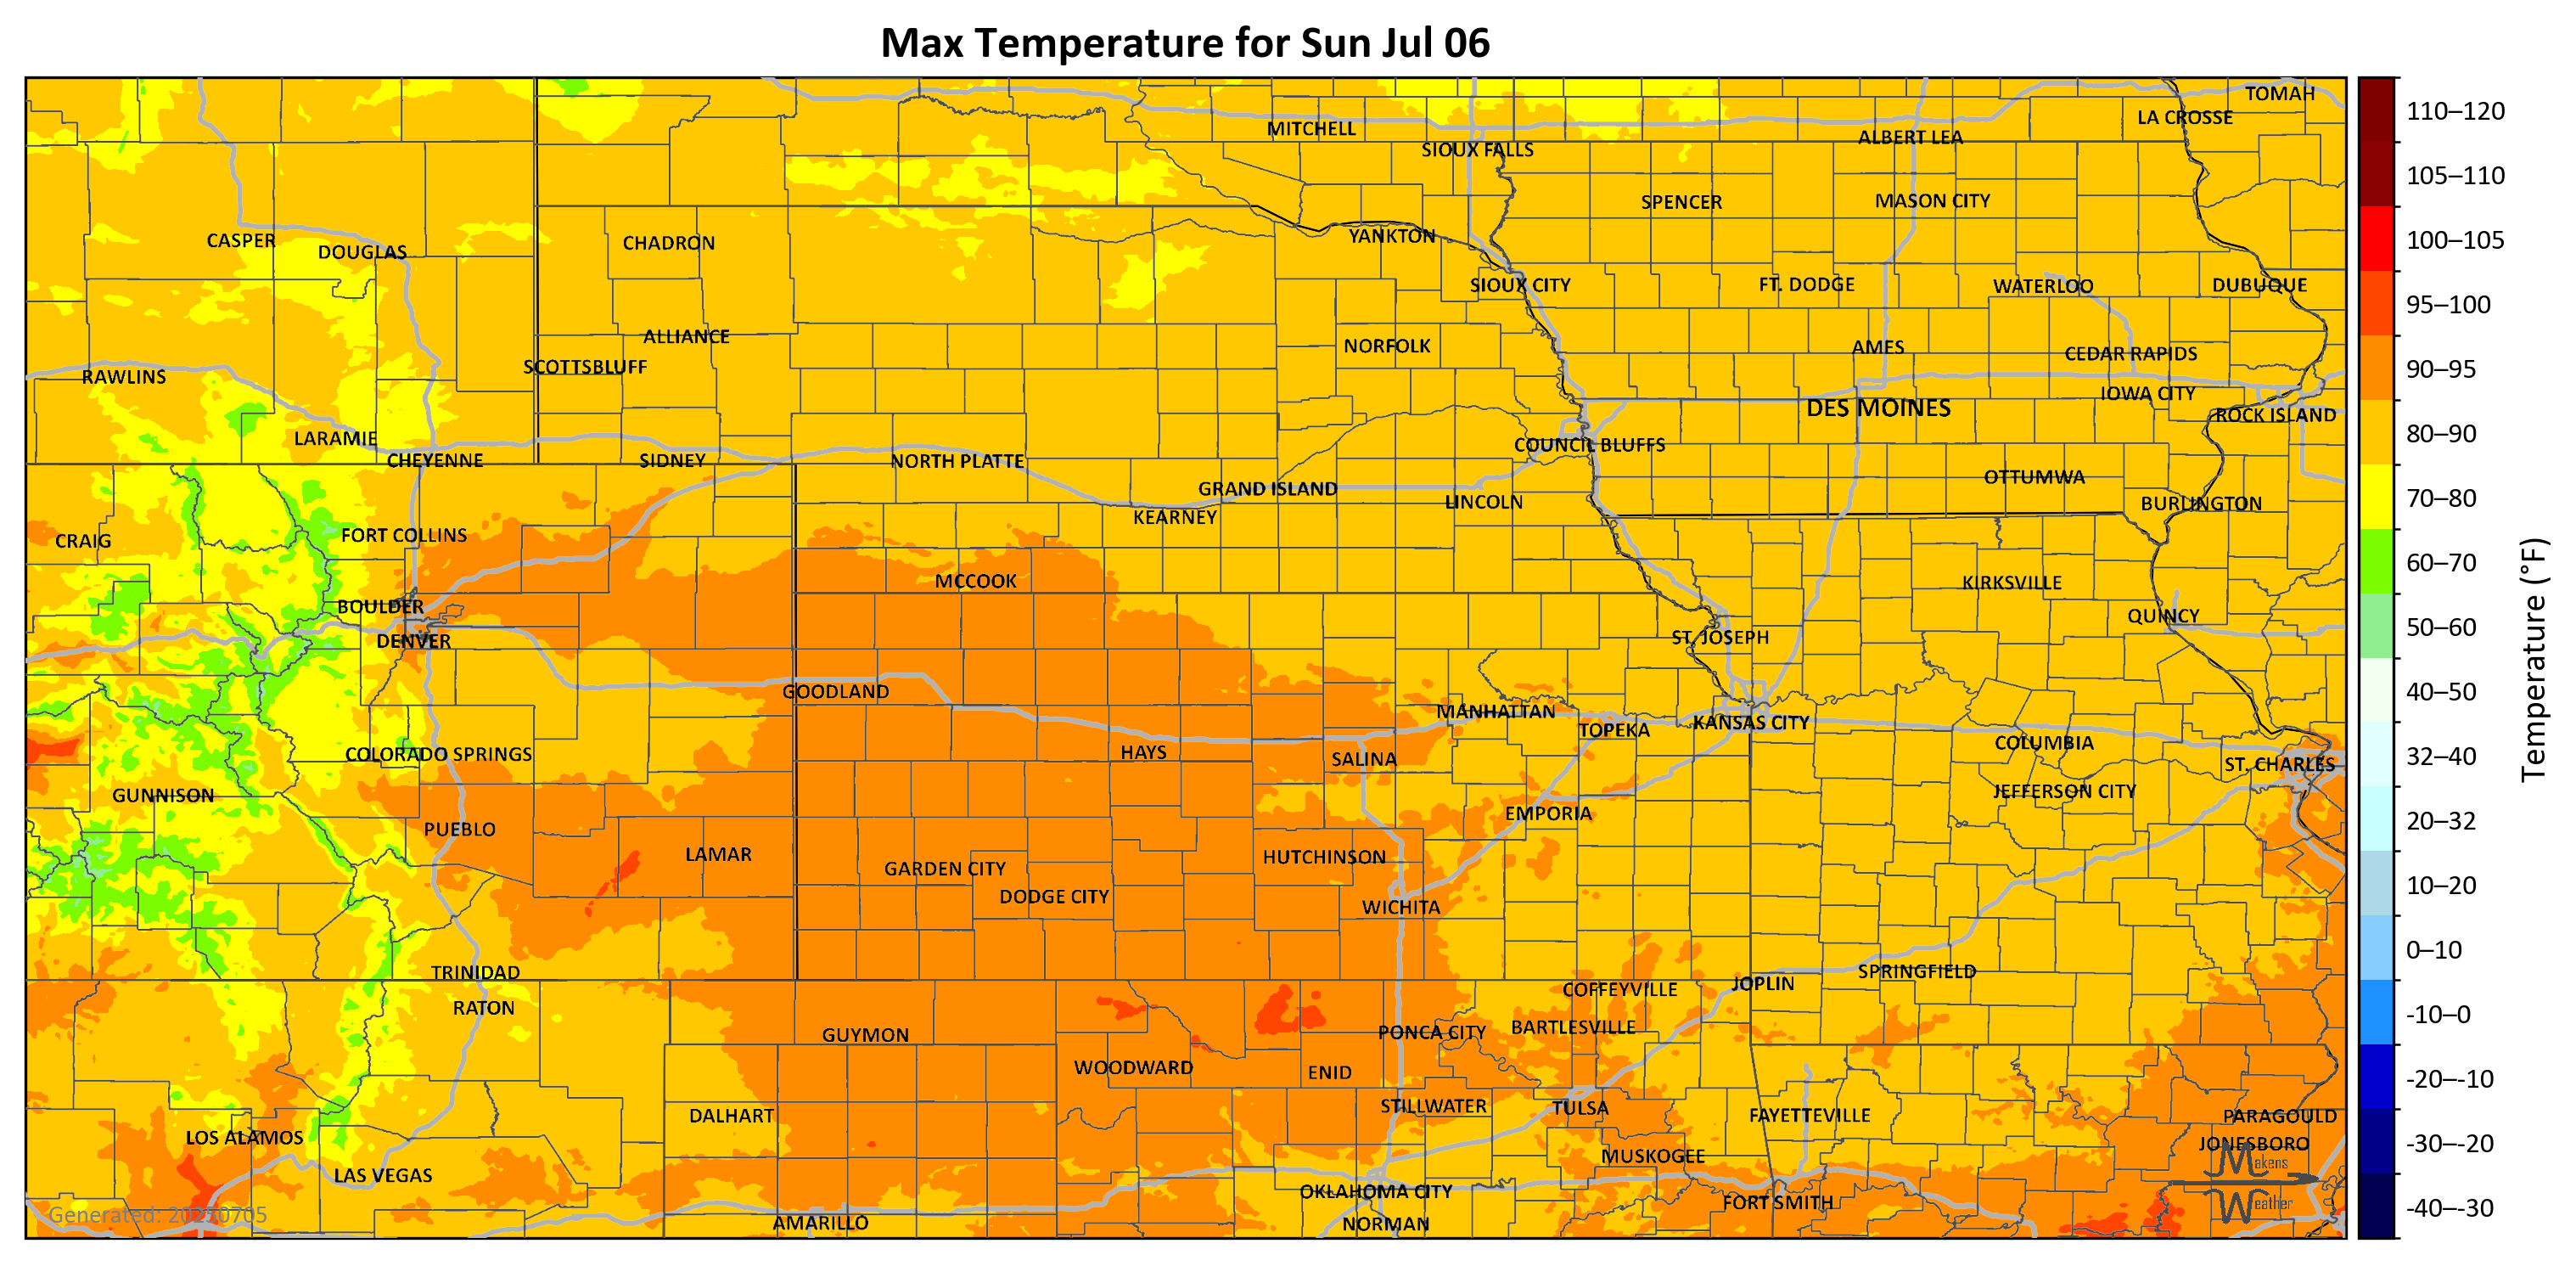 Max Temperature for Sun Jul 06
TOMAH
LA CROSSE
MITCHELL
ALBERT LEA
SIOUX FALLS
SPENCER
MASON CITY
CASPER
DOUGLAS
CHADRON
YANKTON
SIOUX CITY
FT. DODGE
WATERLOO
DUBUQUE
ALLIANCE
NORFOLK
AMES
CEDAR RAPIDS
SCOTTSBLUFF
RAWLINS
IOWA CITY
DES MOINES
ROCK ISLAND
LARAMIE
COUNCIL BLUFFS
CHEYENNE
SIDNEY
NORTH PLATTE
OTTUMWA
GRAND ISLAND
LINCOLN
BURLINGTON
KEARNEY
FORT COLLINS
CRAIG
MCCOOK
KIRKSVILLE
BOULDER
QUINCY
DENVER
ST. JOSEPH
GOODLAND
MANHATTAN
KANSAS CITY
TOPEKA
COLUMBIA
COLORADO SPRINGS
HAYS
SALINA
ST. CHARLES
GUNNISON
JEFFERSON CITY
EMPORIA
PUEBLO
LAMAR
HUTCHINSON
GARDEN CITY
DODGE CITY
WICHITA
TRINIDAD
SPRINGFIELD
JOPLIN
COFFEYVILLE
RATON
GUYMON
PONCA CITY
BARTLESVILLE
WOODWARD
ENID
STILLWATER
TULSA
DALHART
FAYETTEVILLE
PARAGOULD
LOS ALAMOS
JONESBORO
MUSKOGEE
LAS VEGAS
OKLAHOMA CITY
FORT SMITH
AMARILLO
NORMAN
Generated: 20250705
Makens
Weather
110–120
105–110
100–105
95–100
90–95
80–90
70–80
60–70
50–60
40–50
32–40
20–32
10–20
0–10
-10–0
-20–-10
-30–-20
-40–-30
Temperature (°F)